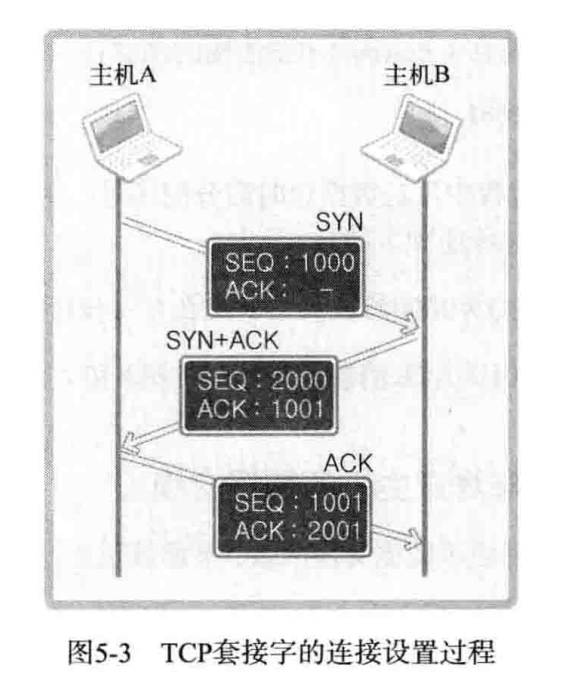 主机A
主机B
SYN
SEQ : 1000
ACK : -
SYN+ACK
SEQ : 2000
ACK : 1001
ACK
SEQ : 1001
ACK : 2001
图5-3 TCP套接字的连接设置过程